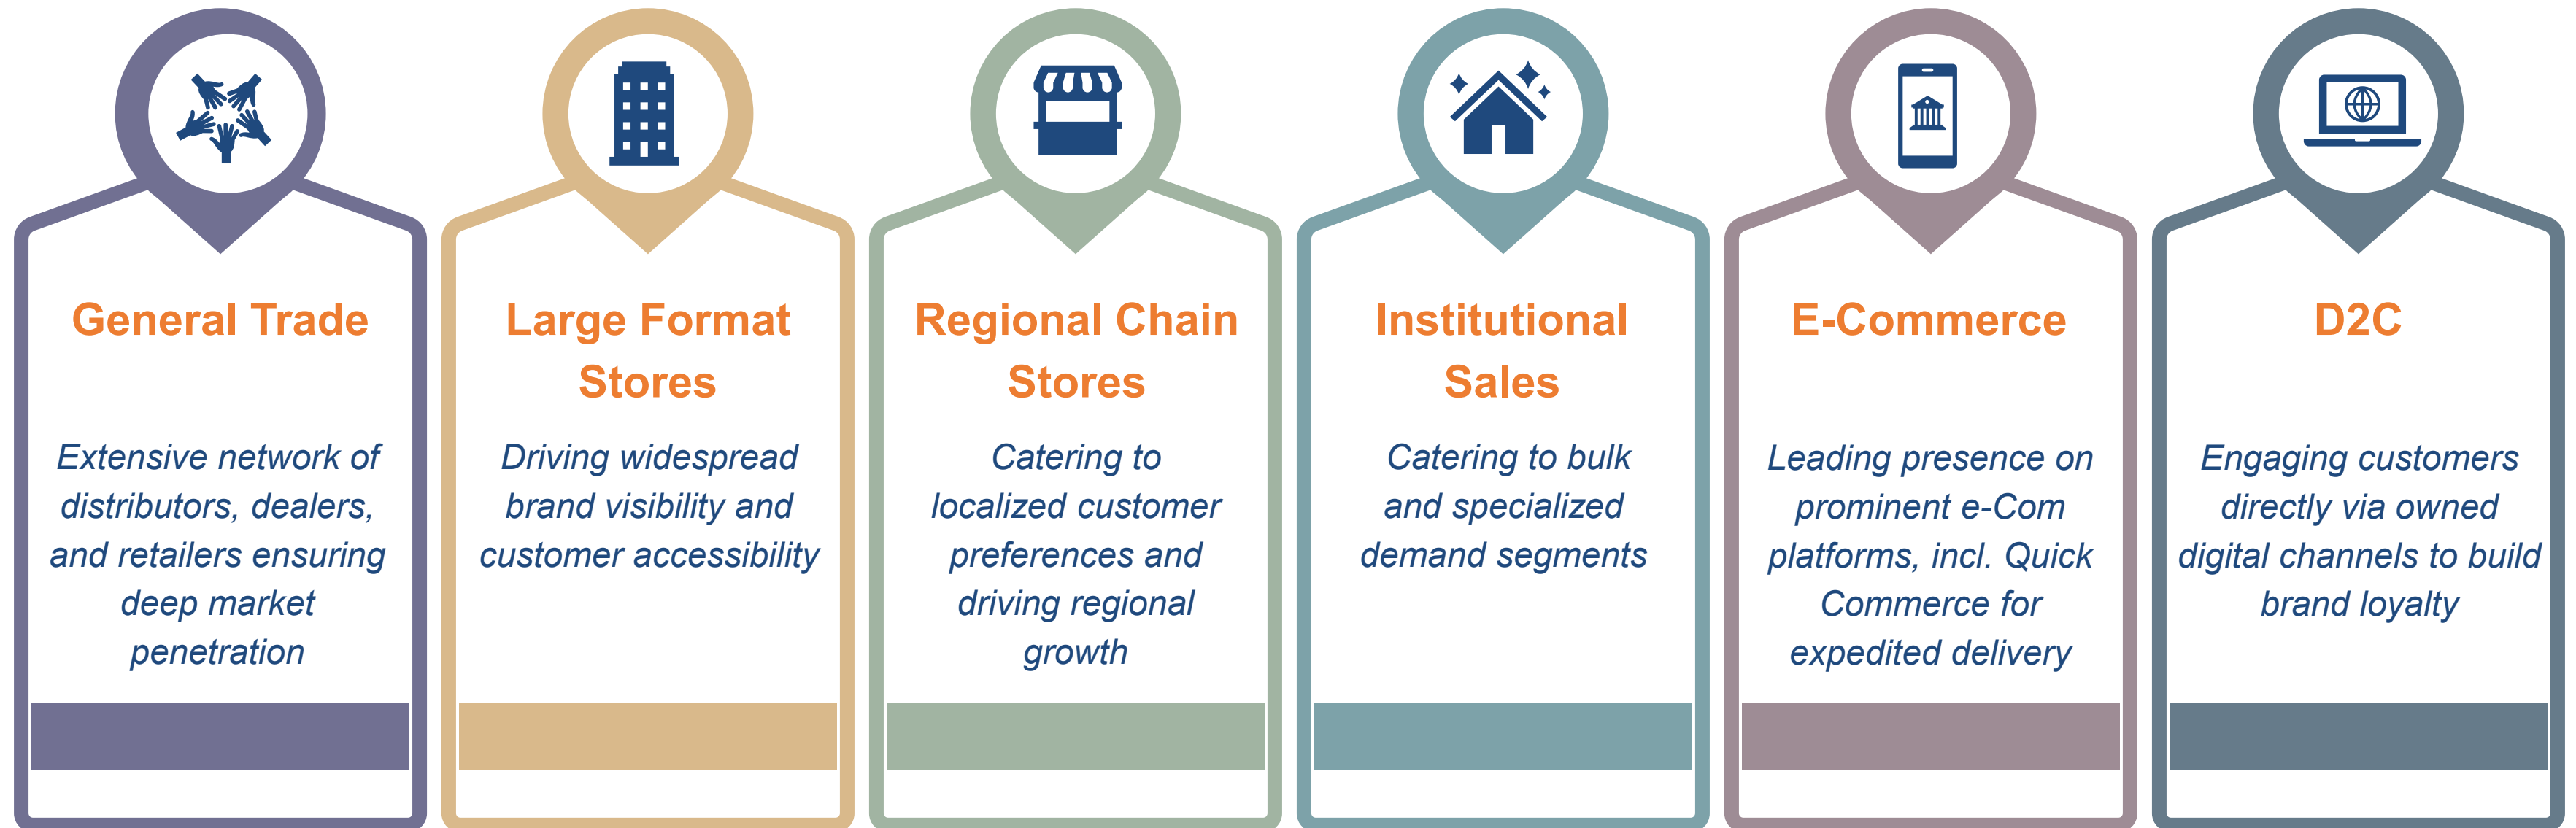 General Trade
Extensive network of
distributors, dealers,
and retailers ensuring
deep market
penetration
Large Format
Stores
Driving widespread
brand visibility and
customer accessibility
Regional Chain
Stores
Catering to
localized customer
preferences and
driving regional
growth
Institutional
Sales
Catering to bulk
and specialized
demand segments
E-Commerce
Leading presence on
prominent e-Com
platforms, incl. Quick
Commerce for
expedited delivery
D2C
Engaging customers
directly via owned
digital channels to build
brand loyalty